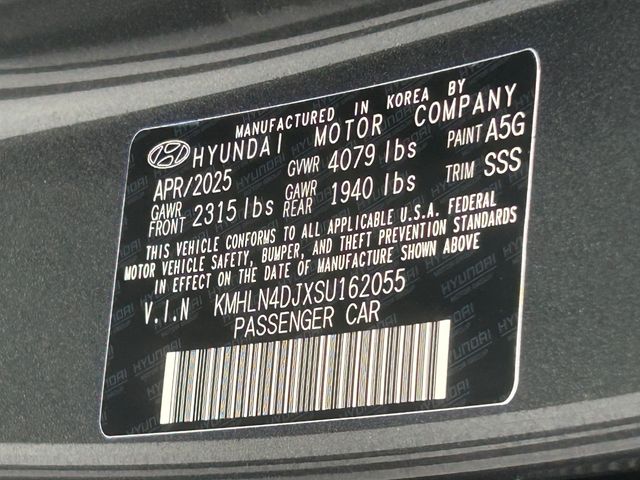 MANUFACTURED IN KOREA BY
HYUNDAI MOTOR COMPANY
APR/2025 GVWR 4079 lbs PAINT A5G
GAWR FRONT 2315 lbs GAWR REAR 1940 lbs TRIM SSS
THIS VEHICLE CONFORMS TO ALL APPLICABLE U.S.A. FEDERAL
MOTOR VEHICLE SAFETY, BUMPER, AND THEFT PREVENTION STANDARDS
IN EFFECT ON THE DATE OF MANUFACTURE SHOWN ABOVE
V.I.N KMHLN4DJXSU162055
PASSENGER CAR